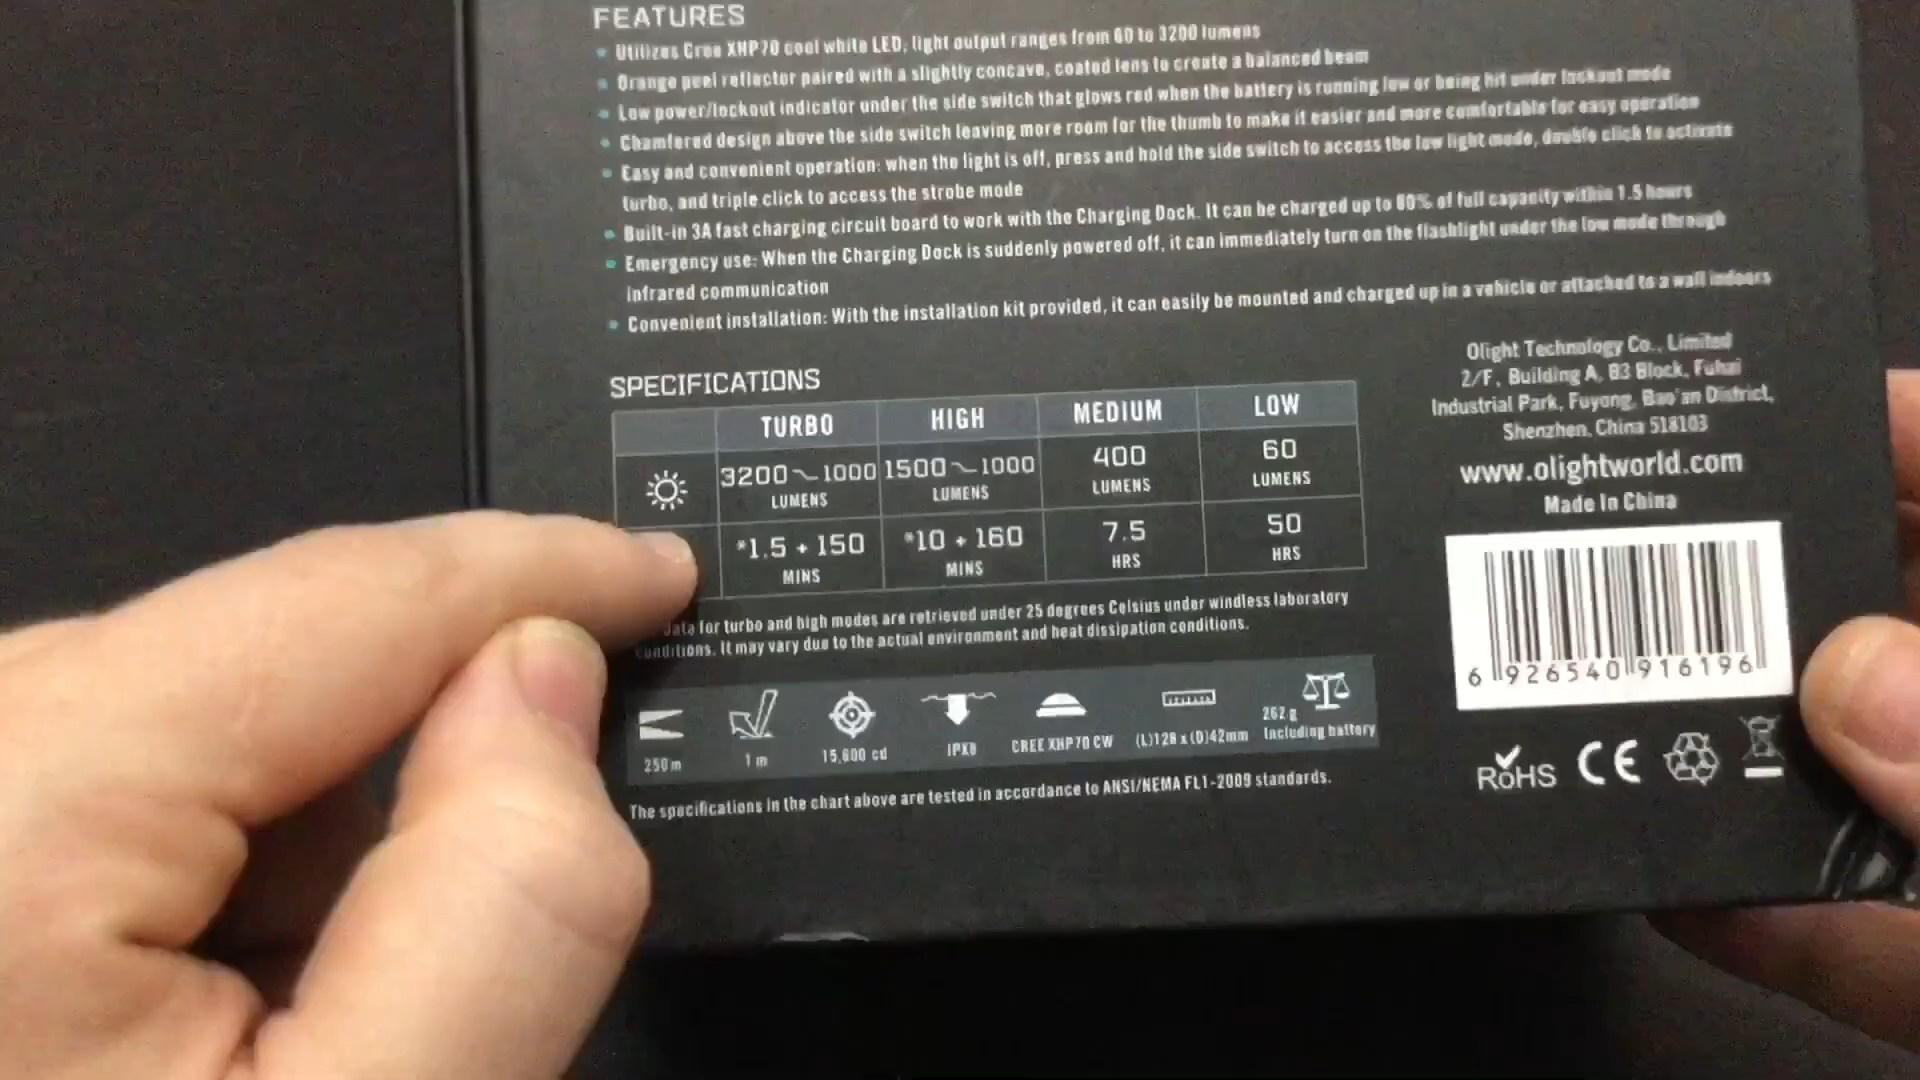 FEATURES
• Utilizes Cree XHP70 cool white LED, light output ranges from 60 to 3200 lumens
• Orange peel reflector paired with a slightly concave, coated lens to create a balanced beam
• Low power/lockout indicator under the side switch that glows red when the battery is running low or being hit under lockout mode
• Chamfered design above the side switch leaving more room for the thumb to make it easier and more comfortable for easy operation
• Easy and convenient operation: when the light is off, press and hold the side switch to access the low light mode, double click to activate
turbo, and triple click to access the strobe mode
• Built-in 3A fast charging circuit board to work with the Charging Dock. It can be charged up to 80% of full capacity within 1.5 hours
• Emergency use: When the Charging Dock is suddenly powered off, it can immediately turn on the flashlight under the low mode through
infrared communication
• Convenient installation: With the installation kit provided, it can easily be mounted and charged up in a vehicle or attached to a wall indoors
SPECIFICATIONS
TURBO HIGH MEDIUM LOW
3200~1000 1500~1000 400 60
LUMENS LUMENS LUMENS LUMENS
*1.5 + 150 *10 + 160 7.5 50
MINS MINS HRS HRS
data for turbo and high modes are retrieved under 25 degrees Celsius under windless laboratory
conditions. It may vary due to the actual environment and heat dissipation conditions.
250m 1 m 15,600 cd IPX8 CREE XHP70 CW (L)128 x (D)42mm 262 g Including battery
The specifications in the chart above are tested in accordance to ANSI/NEMA FL1-2009 standards.
Olight Technology Co., Limited
2/F, Building A, B3 Block, Fuhai
Industrial Park, Fuyong, Bao'an District,
Shenzhen, China 518103
www.olightworld.com
Made In China
6 926540 916196
RoHS CE